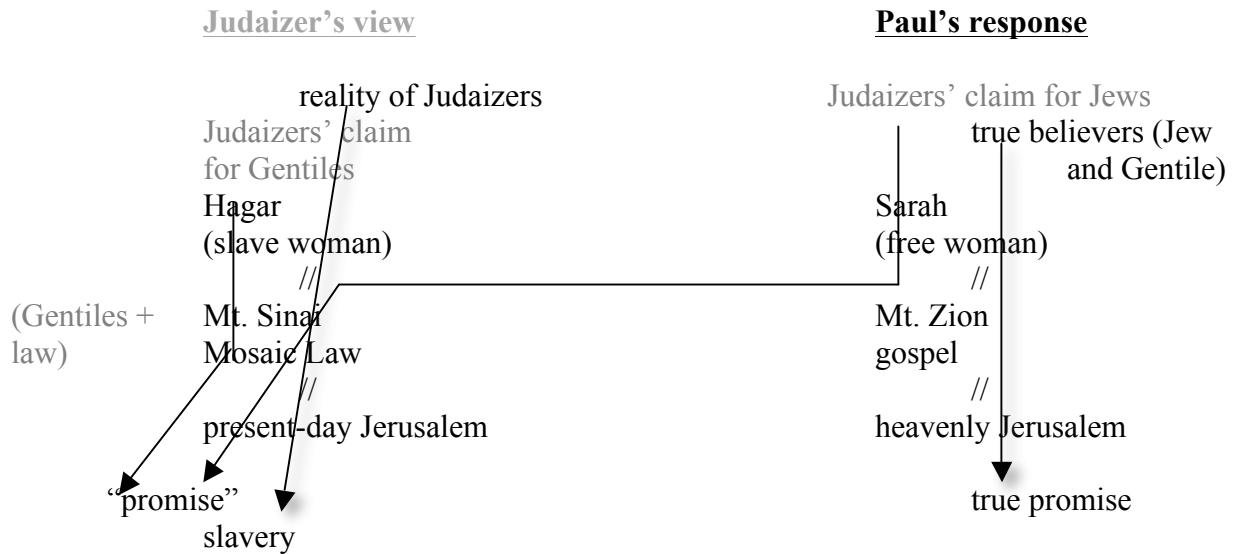 Judaizer’s view Paul’s response
reality of Judaizers Judaizers’ claim for Jews
Judaizers’ claim true believers (Jew
for Gentiles and Gentile)
Hagar Sarah
(slave woman) (free woman)
// //
(Gentiles + Mt. Sinai Mt. Zion
law) Mosaic Law gospel
// //
present-day Jerusalem heavenly Jerusalem
“promise” true promise
slavery